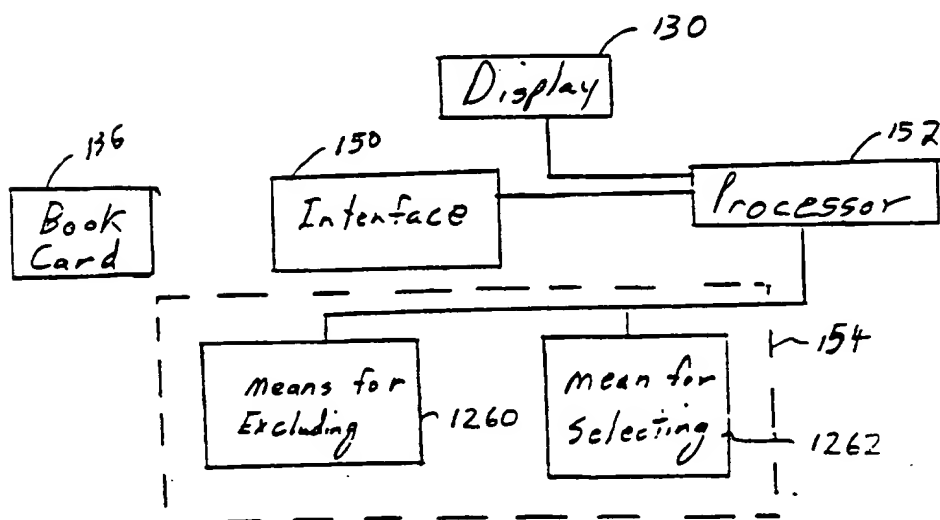 130
Display
136
150
152
Book
Card
Interface
Processor
154
means for
Excluding
1260
mean for
Selecting
1262